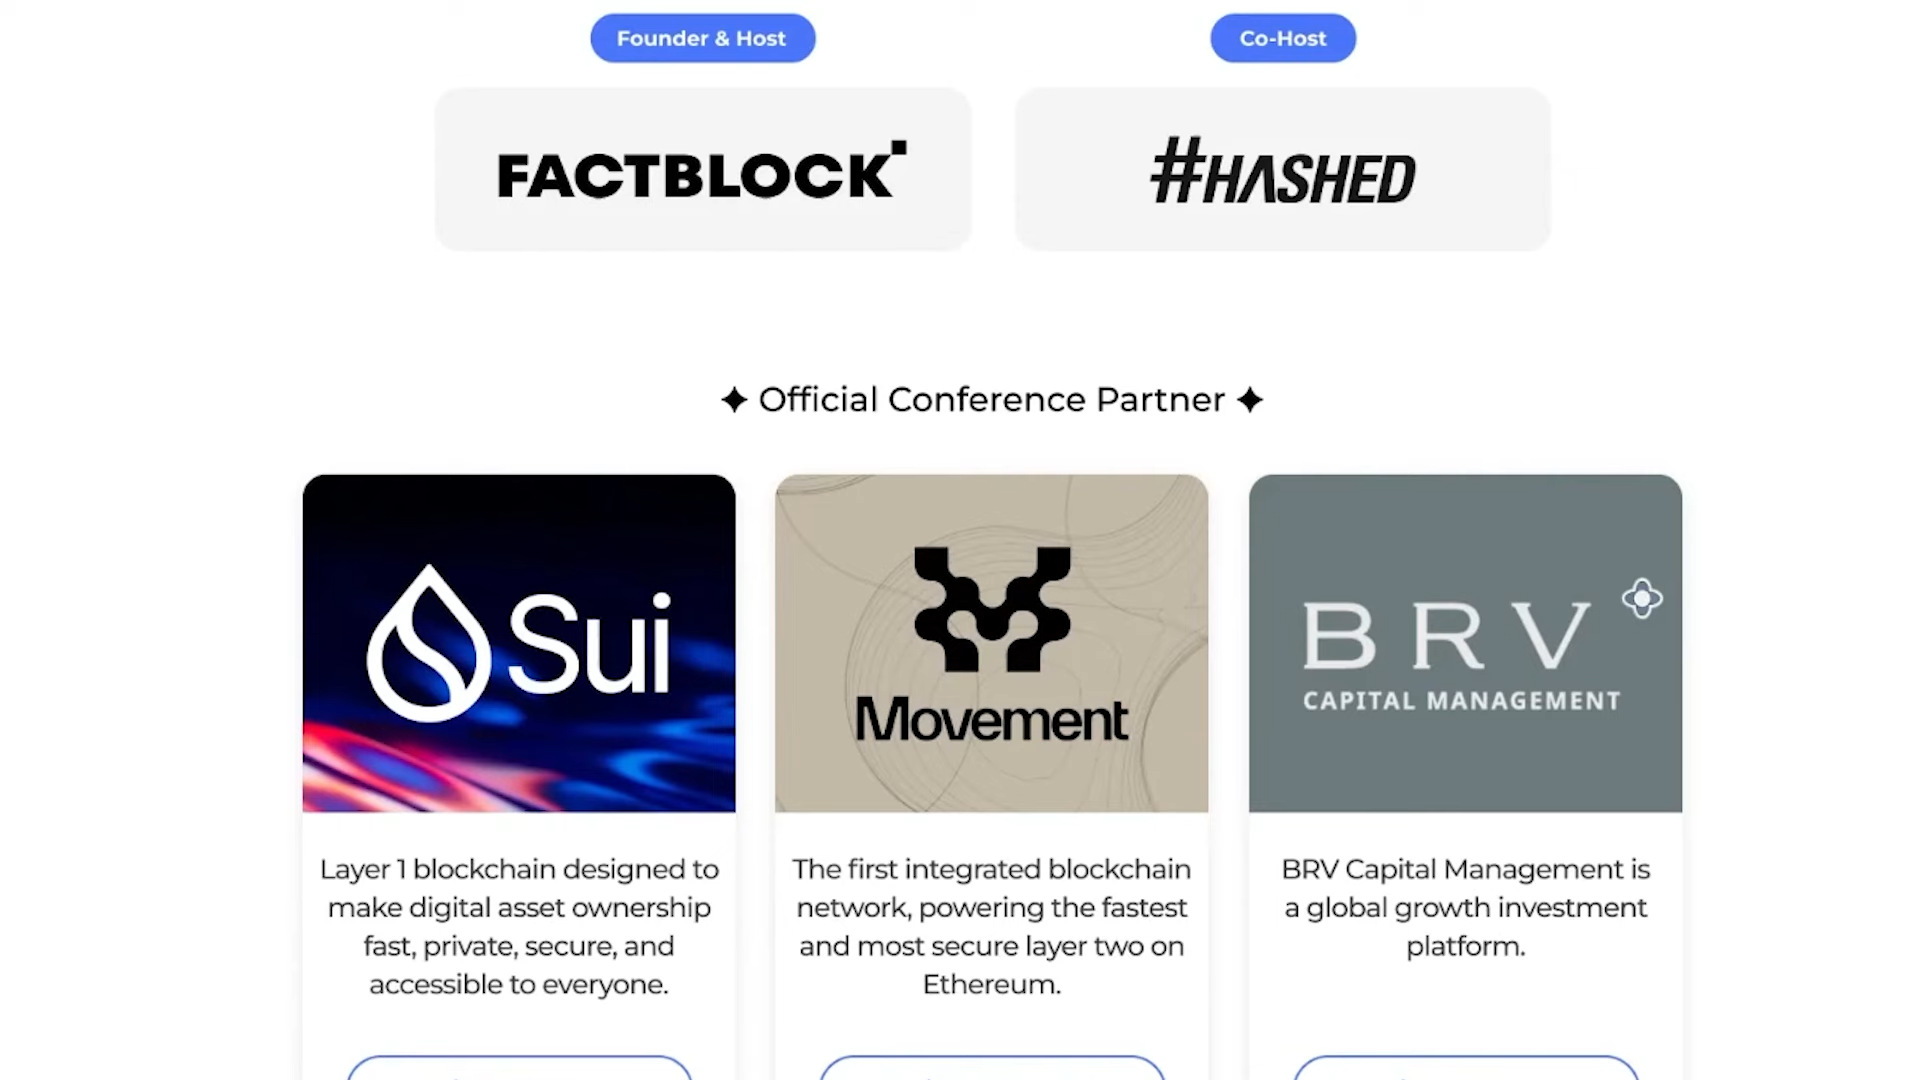 Founder & Host
Co-Host
FACTBLOCK
#HASHED
Official Conference Partner
Sui
Movement
BRV
CAPITAL MANAGEMENT
Layer 1 blockchain designed to
make digital asset ownership
fast, private, secure, and
accessible to everyone.
The first integrated blockchain
network, powering the fastest
and most secure layer two on
Ethereum.
BRV Capital Management is
a global growth investment
platform.